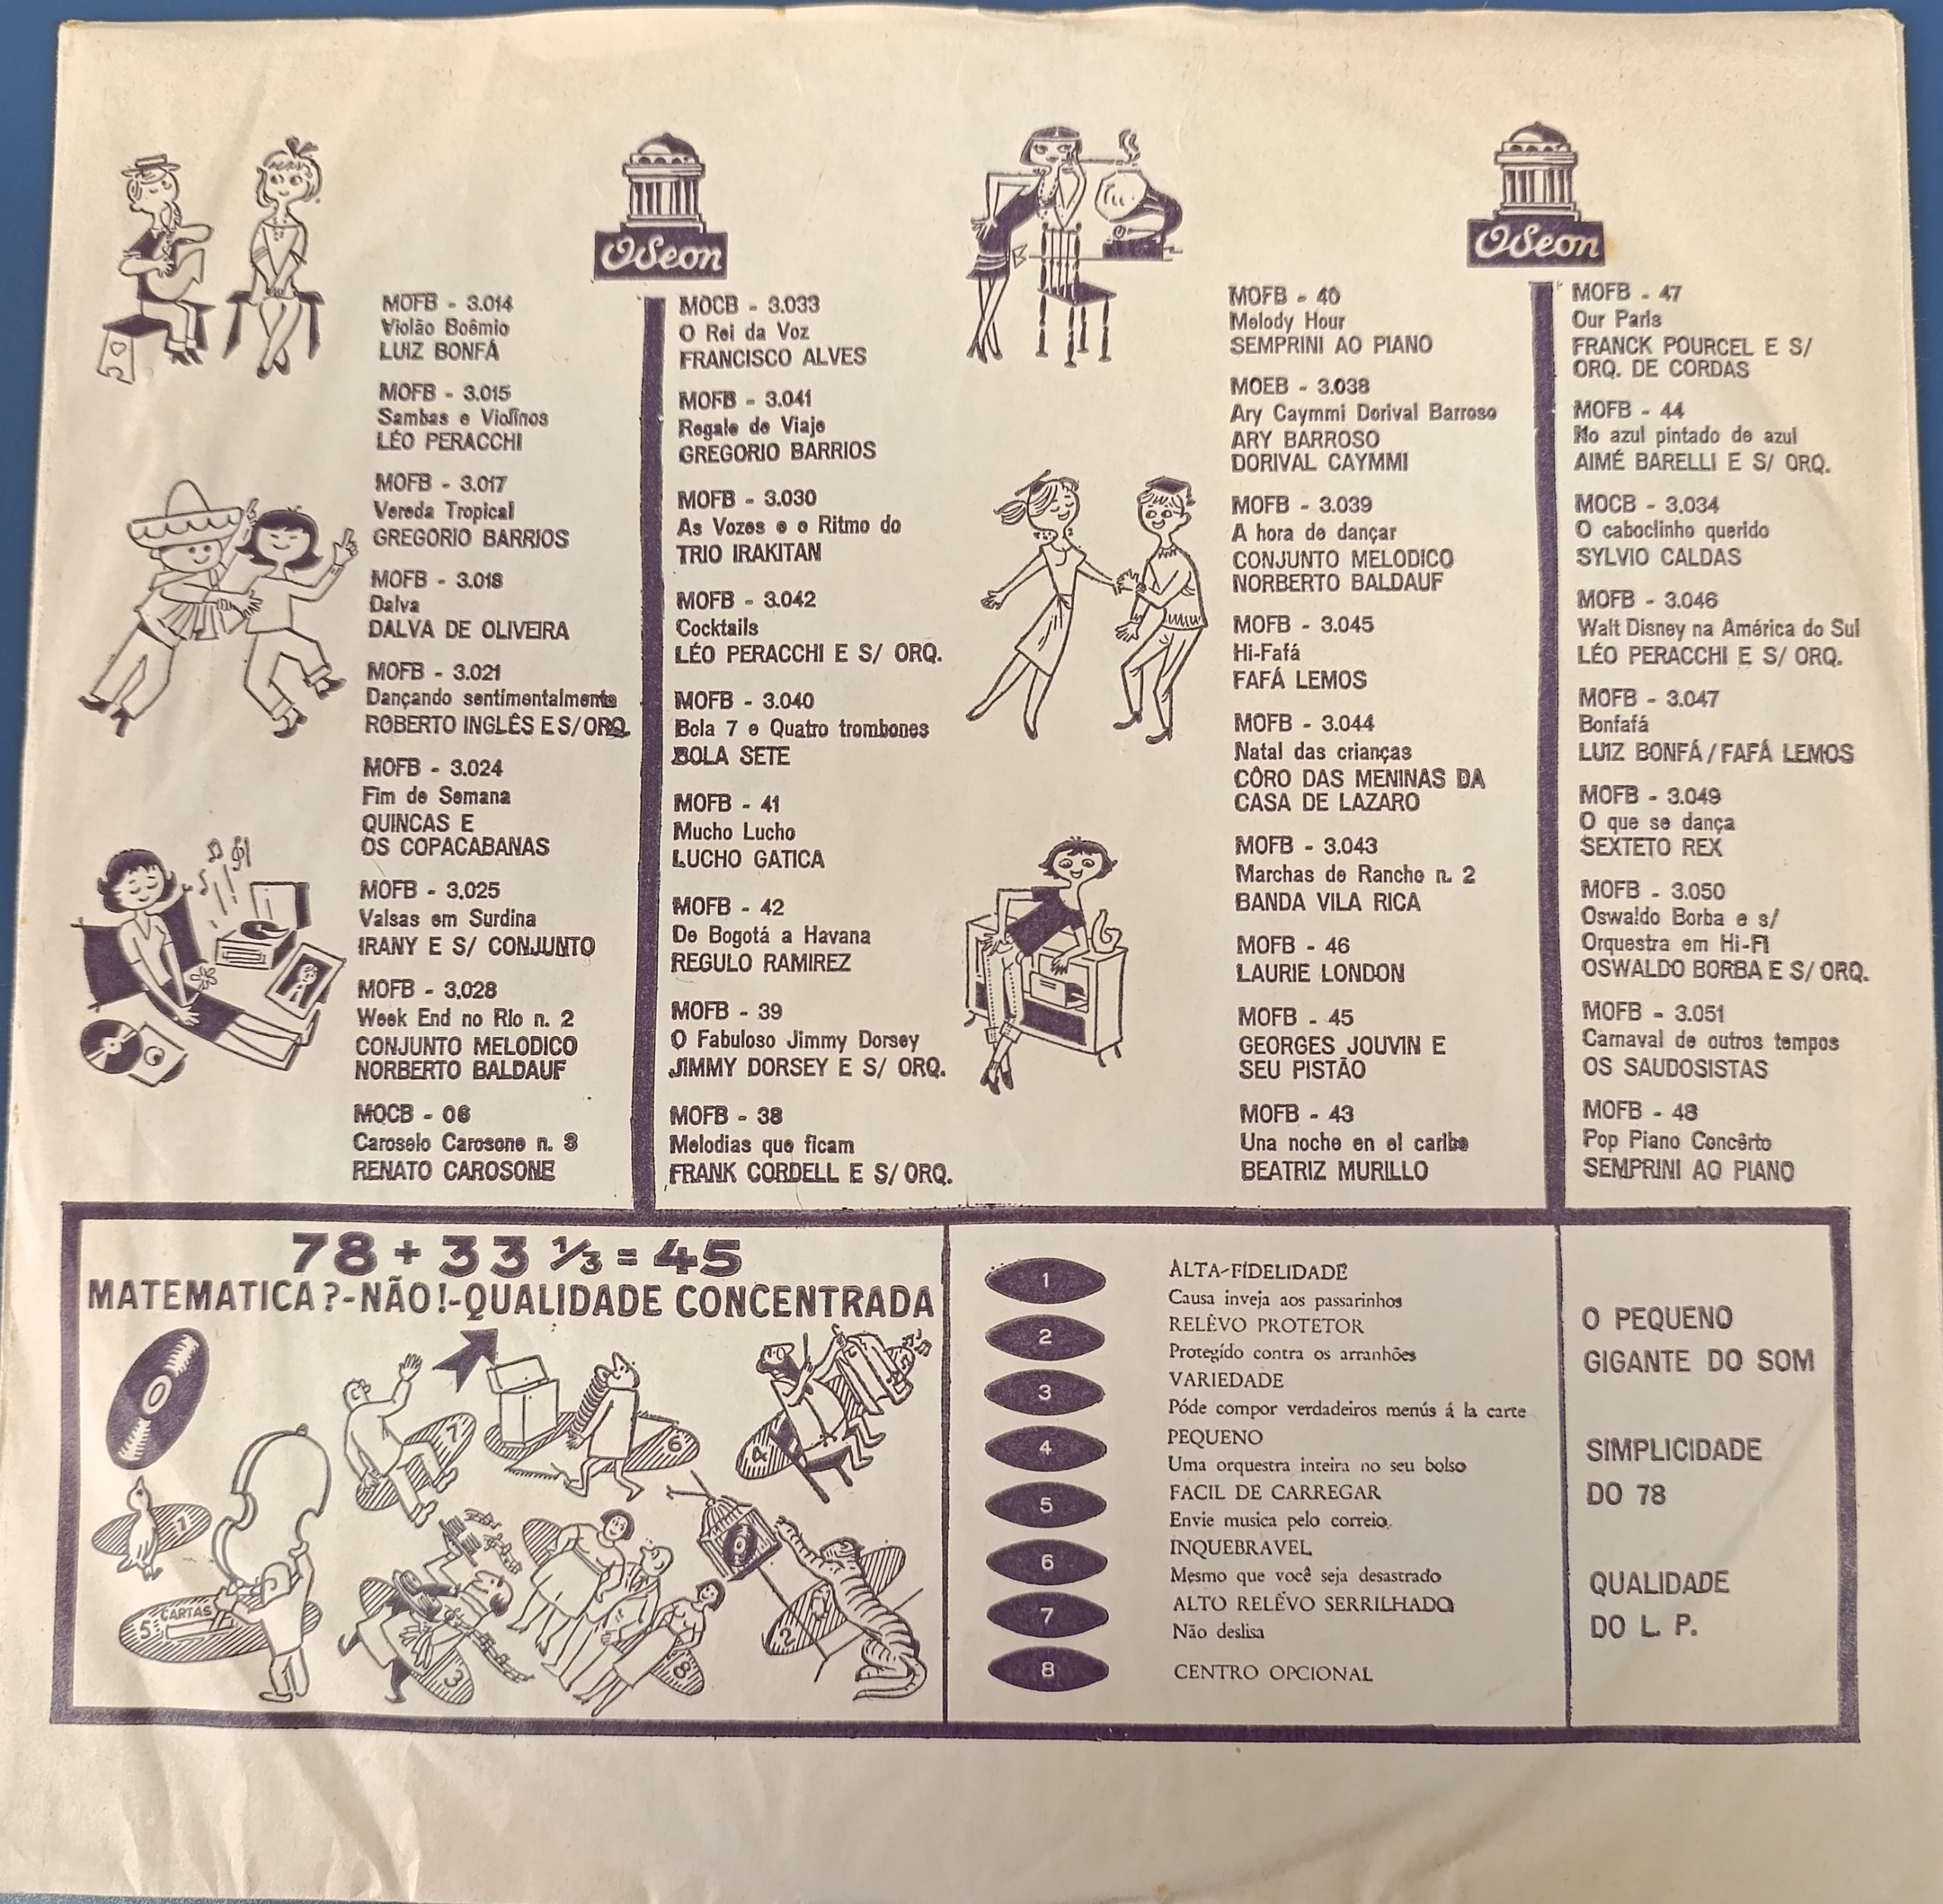 Odeon
MOFB - 3.014
Violão Boêmio
LUIZ BONFÁ
MOFB - 3.015
Sambas e Violinos
LÉO PERACCHI
MOFB - 3.017
Vereda Tropical
GREGORIO BARRIOS
MOFB - 3.018
Dalva
DALVA DE OLIVEIRA
MOFB - 3.021
Dançando sentimentalmente
ROBERTO INGLÊS E S/ ORQ.
MOFB - 3.024
Fim de Semana
QUINCAS E
OS COPACABANAS
MOFB - 3.025
Valsas em Surdina
IRANY E S/ CONJUNTO
MOFB - 3.028
Week End no Rio n. 2
CONJUNTO MELODICO
NORBERTO BALDAUF
MOCB - 06
Caroselo Carosone n. 3
RENATO CAROSONE
MOCB - 3.033
O Rei da Voz
FRANCISCO ALVES
MOFB - 3.041
Regalo de Viaje
GREGORIO BARRIOS
MOFB - 3.030
As Vozes e o Ritmo do
TRIO IRAKITAN
MOFB - 3.042
Cocktails
LÉO PERACCHI E S/ ORQ.
MOFB - 3.040
Bola 7 e Quatro trombones
BOLA SETE
MOFB - 41
Mucho Lucho
LUCHO GATICA
MOFB - 42
De Bogotá a Havana
REGULO RAMIREZ
MOFB - 39
O Fabuloso Jimmy Dorsey
JIMMY DORSEY E S/ ORQ.
MOFB - 38
Melodias que ficam
FRANK CORDELL E S/ ORQ.
Odeon
MOFB - 40
Melody Hour
SEMPRINI AO PIANO
MOEB - 3.038
Ary Caymmi Dorival Barroso
ARY BARROSO
DORIVAL CAYMMI
MOFB - 3.039
A hora de dançar
CONJUNTO MELODICO
NORBERTO BALDAUF
MOFB - 3.045
Hi-Fafá
FAFÁ LEMOS
MOFB - 3.044
Natal das crianças
CÔRO DAS MENINAS DA
CASA DE LAZARO
MOFB - 3.043
Marchas de Rancho n. 2
BANDA VILA RICA
MOFB - 46
LAURIE LONDON
MOFB - 45
GEORGES JOUVIN E
SEU PISTÃO
MOFB - 43
Una noche en el caribe
BEATRIZ MURILLO
MOFB - 47
Our Paris
FRANCK POURCEL E S/
ORQ. DE CORDAS
MOFB - 44
No azul pintado de azul
AIMÉ BARELLI E S/ ORQ.
MOCB - 3.034
O caboclinho querido
SYLVIO CALDAS
MOFB - 3.046
Walt Disney na América do Sul
LÉO PERACCHI E S/ ORQ.
MOFB - 3.047
Bonfafá
LUIZ BONFÁ / FAFÁ LEMOS
MOFB - 3.049
O que se dança
SEXTETO REX
MOFB - 3.050
Oswaldo Borba e s/
Orquestra em Hi-Fi
OSWALDO BORBA E S/ ORQ.
MOFB - 3.051
Carnaval de outros tempos
OS SAUDOSISTAS
MOFB - 48
Pop Piano Concêrto
SEMPRINI AO PIANO
78 + 33 1/3 = 45
MATEMATICA?-NÃO!-QUALIDADE CONCENTRADA
7
6
4
1
5
CARTAS
3
8
2
1 ALTA-FIDELIDADE
Causa inveja aos passarinhos
2 RELÊVO PROTETOR
Protegido contra os arranhões
3 VARIEDADE
Póde compor verdadeiros menús á la carte
4 PEQUENO
Uma orquestra inteira no seu bolso
5 FACIL DE CARREGAR
Envie musica pelo correio.
6 INQUEBRAVEL
Mesmo que você seja desastrado
7 ALTO RELÊVO SERRILHADO
Não deslisa
8 CENTRO OPCIONAL
O PEQUENO
GIGANTE DO SOM
SIMPLICIDADE
DO 78
QUALIDADE
DO L. P.